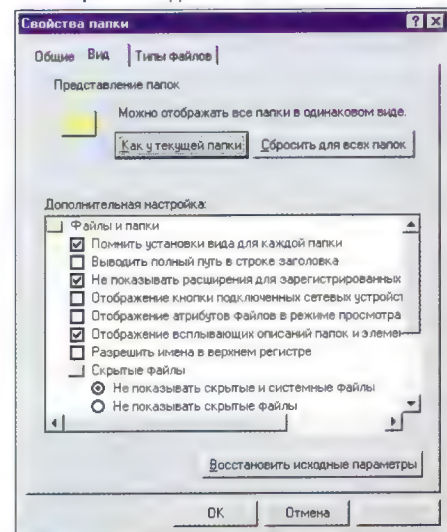 Свойства папки
Общие Вид Типы файлов
Представление папок
Можно отображать все папки в одинаковом виде.
Как у текущей папки Сбросить для всех папок
Дополнительная настройка:
Файлы и папки
Помнить установки вида для каждой папки
Выводить полный путь в строке заголовка
Не показывать расширения для зарегистрированных
Отображение кнопки подключенных сетевых устройст
Отображение атрибутов файлов в режиме просмотра
Отображение всплывающих описаний папок и элемен
Разрешить имена в верхнем регистре
Скрытые файлы
Не показывать скрытые и системные файлы
Не показывать скрытые файлы
Восстановить исходные параметры
OK Отмена